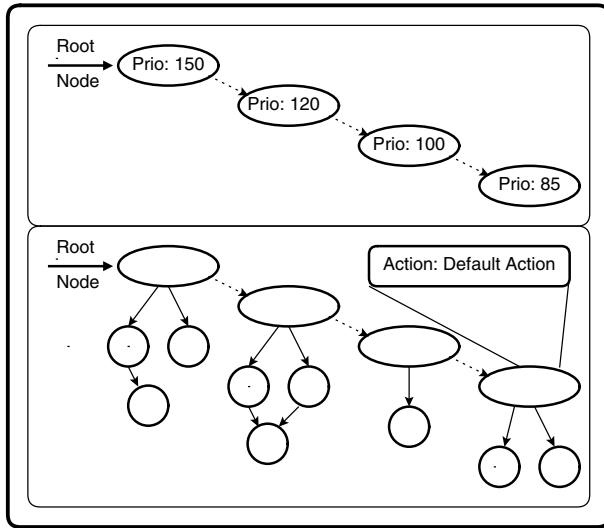 Root
Node
Prio: 150
Prio: 120
Prio: 100
Prio: 85
Root
Node
Action: Default Action